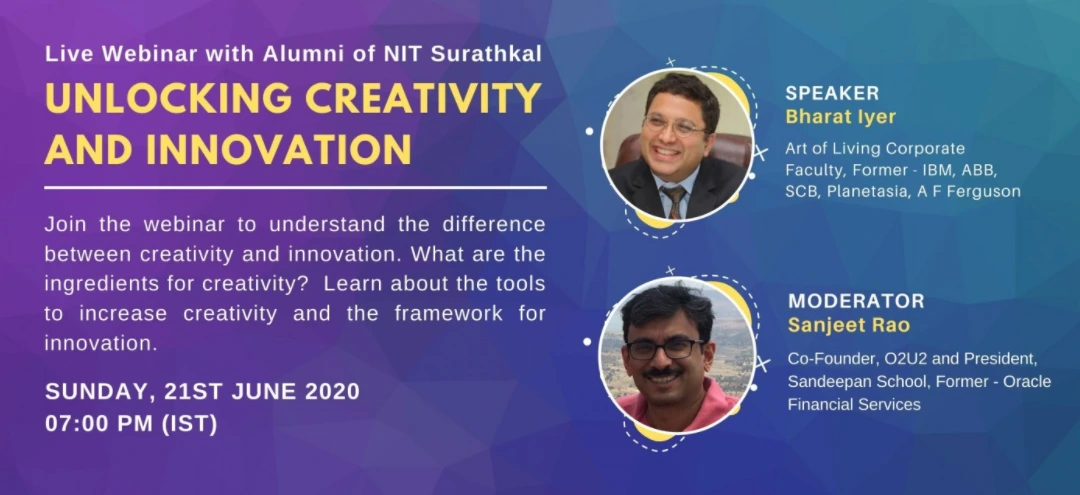 Live Webinar with Alumni of NIT Surathkal
UNLOCKING CREATIVITY
AND INNOVATION
Join the webinar to understand the difference
between creativity and innovation. What are the
ingredients for creativity? Learn about the tools
to increase creativity and the framework for
innovation.
SUNDAY, 21ST JUNE 2020
07:00 PM (IST)
SPEAKER
Bharat Iyer
Art of Living Corporate
Faculty, Former - IBM, ABB,
SCB, Planetasia, A F Ferguson
MODERATOR
Sanjeet Rao
Co-Founder, O2U2 and President,
Sandeepan School, Former - Oracle
Financial Services